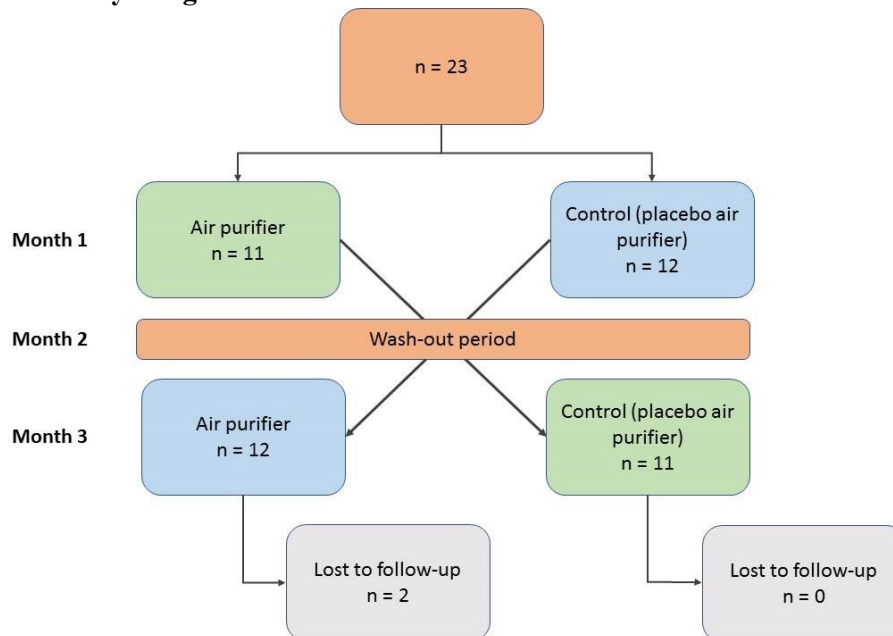 n = 23
Month 1
Air purifier
n = 11
Control (placebo air
purifier)
n = 12
Month 2
Wash-out period
Month 3
Air purifier
n = 12
Control (placebo air
purifier)
n = 11
Lost to follow-up
n = 2
Lost to follow-up
n = 0